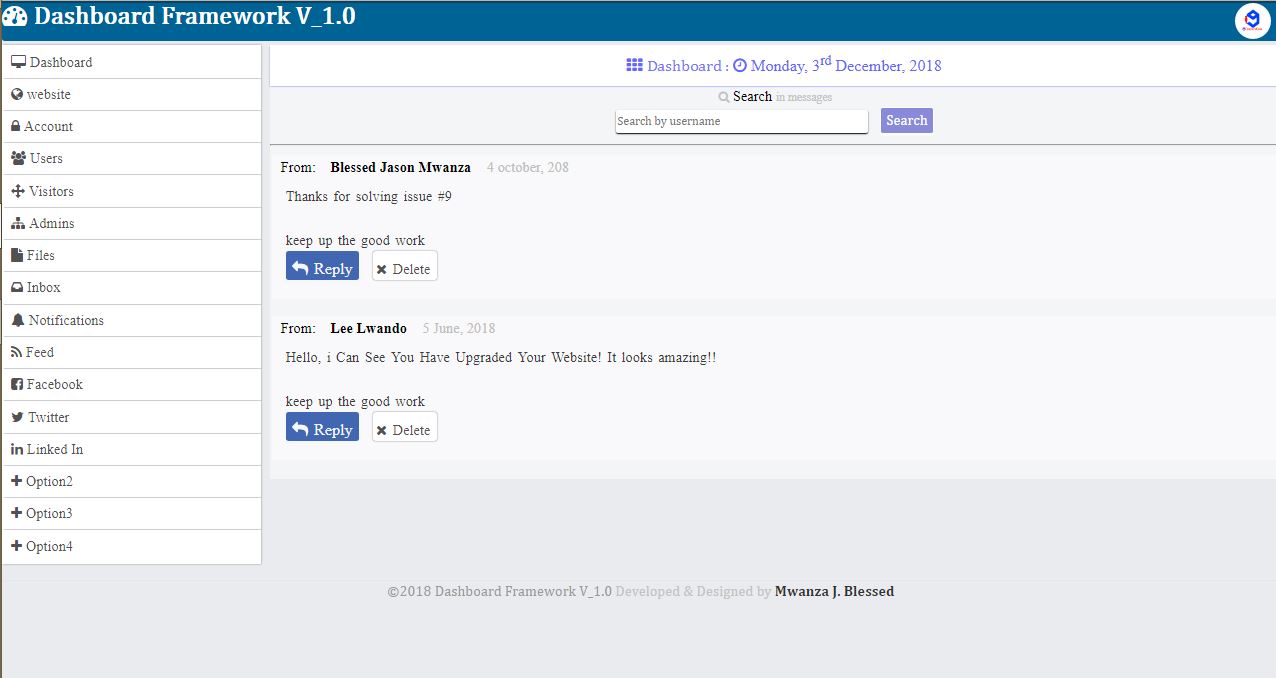 Dashboard Framework V_1.0
Dashboard
website
Account
Users
Visitors
Admins
Files
Inbox
Notifications
Feed
Facebook
Twitter
Linked In
Option2
Option3
Option4
Dashboard : Monday, 3rd December, 2018
Search in messages
Search by username Search
From: Blessed Jason Mwanza 4 october, 208
Thanks for solving issue #9
keep up the good work
Reply Delete
From: Lee Lwando 5 June, 2018
Hello, i Can See You Have Upgraded Your Website! It looks amazing!!
keep up the good work
Reply Delete
©2018 Dashboard Framework V_1.0 Developed & Designed by Mwanza J. Blessed